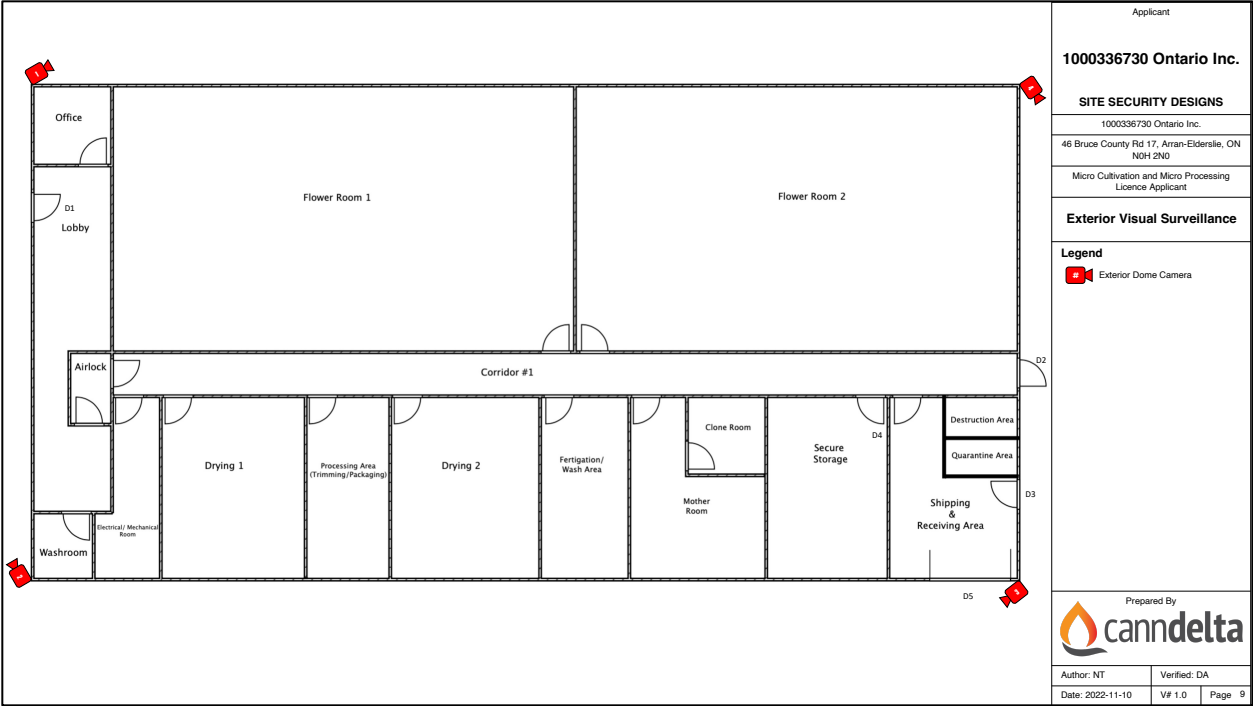 Applicant
1000336730 Ontario Inc.
SITE SECURITY DESIGNS
1000336730 Ontario Inc.
46 Bruce County Rd 17, Arran-Elderslie, ON
N0H 2N0
Micro Cultivation and Micro Processing
Licence Applicant
Exterior Visual Surveillance
Legend
# Exterior Dome Camera
1
4
Office
Flower Room 1
Flower Room 2
D1
Lobby
Airlock
Corridor #1
D2
Drying 1
Processing Area
(Trimming/Packaging)
Drying 2
Fertigation/
Wash Area
Clone Room
Mother
Room
Secure
Storage
D4
Destruction Area
Quarantine Area
D3
Shipping
&
Receiving Area
Electrical/ Mechanical
Room
Washroom
2
D5
3
Prepared By
canndelta
Author: NT
Verified: DA
Date: 2022-11-10
V# 1.0
Page 9